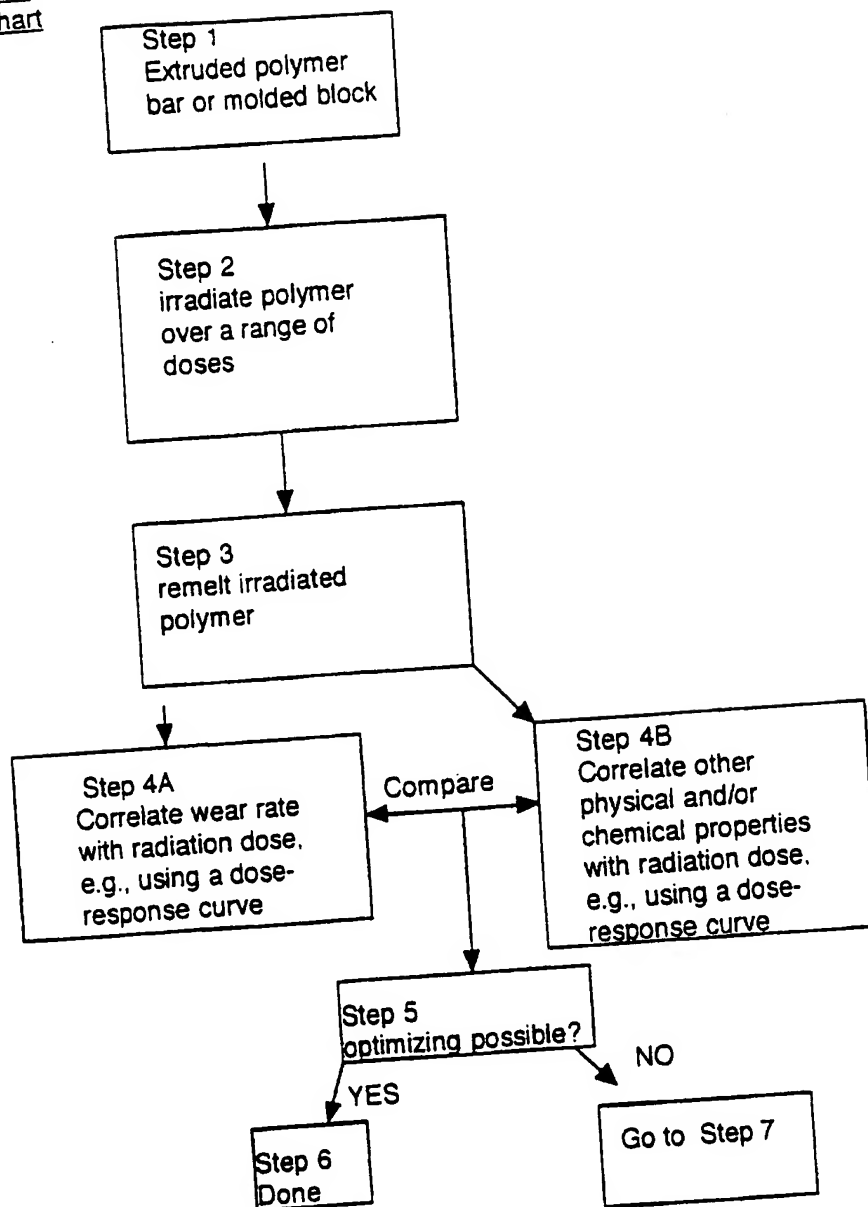 hart
Step 1
Extruded polymer
bar or molded block
Step 2
irradiate polymer
over a range of
doses
Step 3
remelt irradiated
polymer
Step 4A
Correlate wear rate
with radiation dose,
e.g., using a dose-
response curve
Compare
Step 4B
Correlate other
physical and/or
chemical properties
with radiation dose,
e.g., using a dose-
response curve
Step 5
optimizing possible?
YES
NO
Step 6
Done
Go to Step 7